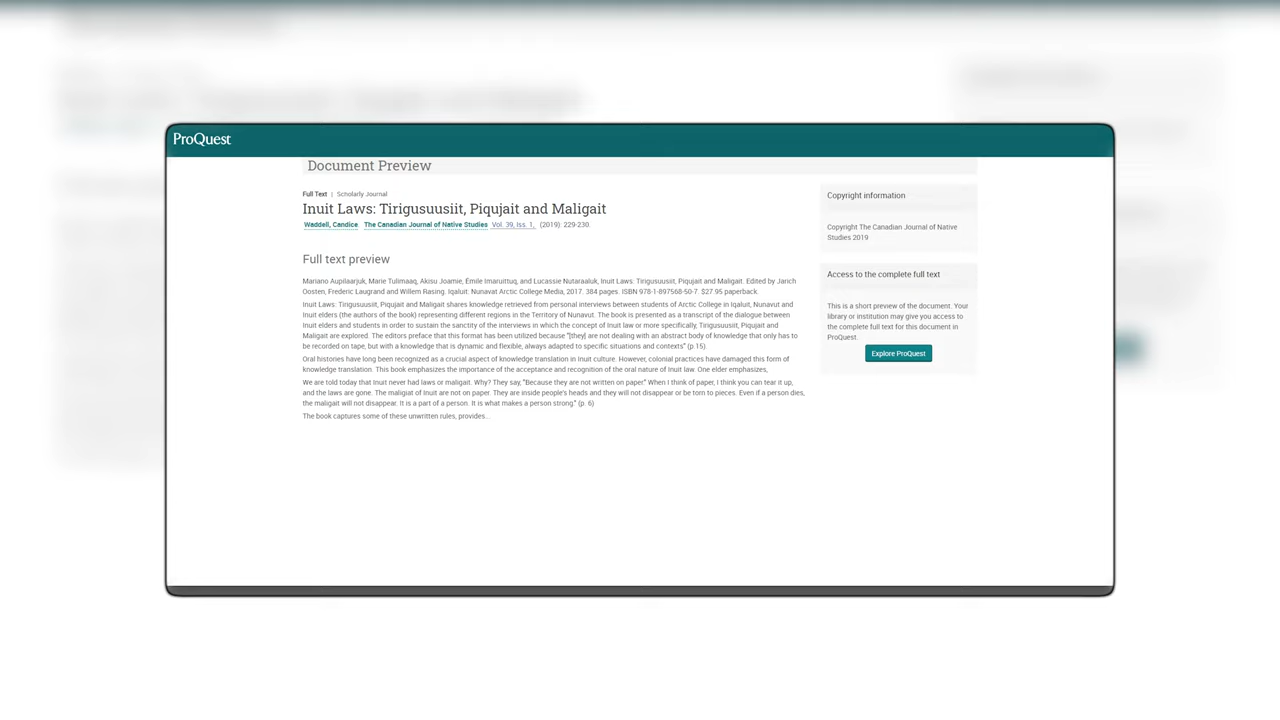 ProQuest
Document Preview
Full Text | Scholarly Journal
Inuit Laws: Tirigusuusiit, Piqujait and Maligait
Waddell, Candice The Canadian Journal of Native Studies Vol. 39, Iss. 1, (2019): 229-230.
Full text preview
Mariano Aupilaarjuk, Marie Tulimaaq, Akisu Joamie, Émile Imaruittuq, and Lucassie Nutaraaluk, Inuit Laws: Tirigusuusiit, Piqujait and Maligait. Edited by Jarich
Oosten, Frederic Laugrand and Willem Rasing. Iqaluit. Nunavat Arctic College Media, 2017. 384 pages. ISBN 978-1-897568-50-7. $27.95 paperback.
Inuit Laws: Tirigusuusiit, Piqujait and Maligait shares knowledge retrieved from personal interviews between students of Arctic College in Iqaluit, Nunavut and
Inuit elders (the authors of the book) representing different regions in the Territory of Nunavut. The book is presented as a transcript of the dialogue between
Inuit elders and students in order to sustain the sanctity of the interviews in which the concept of Inuit law or more specifically, Tirigusuusiit, Piqujait and
Maligait are explored. The editors preface that this format has been utilized because "[they] are not dealing with an abstract body of knowledge that only has to
be recorded on tape, but with a knowledge that is dynamic and flexible, always adapted to specific situations and contexts" (p.15).
Oral histories have long been recognized as a crucial aspect of knowledge translation in Inuit culture. However, colonial practices have damaged this form of
knowledge translation. This book emphasizes the importance of the acceptance and recognition of the oral nature of Inuit law. One elder emphasizes,
We are told today that Inuit never had laws or maligait. Why? They say, "Because they are not written on paper." When I think of paper, I think you can tear it up,
and the laws are gone. The maligiat of Inuit are not on paper. They are inside people's heads and they will not disappear or be torn to pieces. Even if a person dies,
the maligait will not disappear. It is a part of a person. It is what makes a person strong." (p. 6)
The book captures some of these unwritten rules, provides...
Copyright information
Copyright The Canadian Journal of Native
Studies 2019
Access to the complete full text
This is a short preview of the document. Your
library or institution may give you access to
the complete full text for this document in
ProQuest.
Explore ProQuest